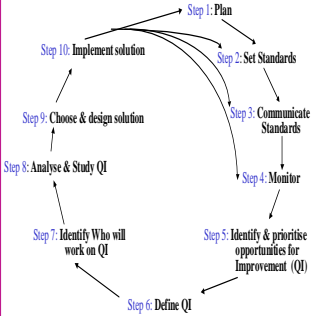 Step 1: Plan
Step 2: Set Standards
Step 3: Communicate
Standards
Step 4: Monitor
Step 5: Identify & prioritise
opportunities for
Improvement (QI)
Step 6: Define QI
Step 7: Identify Who will
work on QI
Step 8: Analyse & Study QI
Step 9: Choose & design solution
Step 10: Implement solution